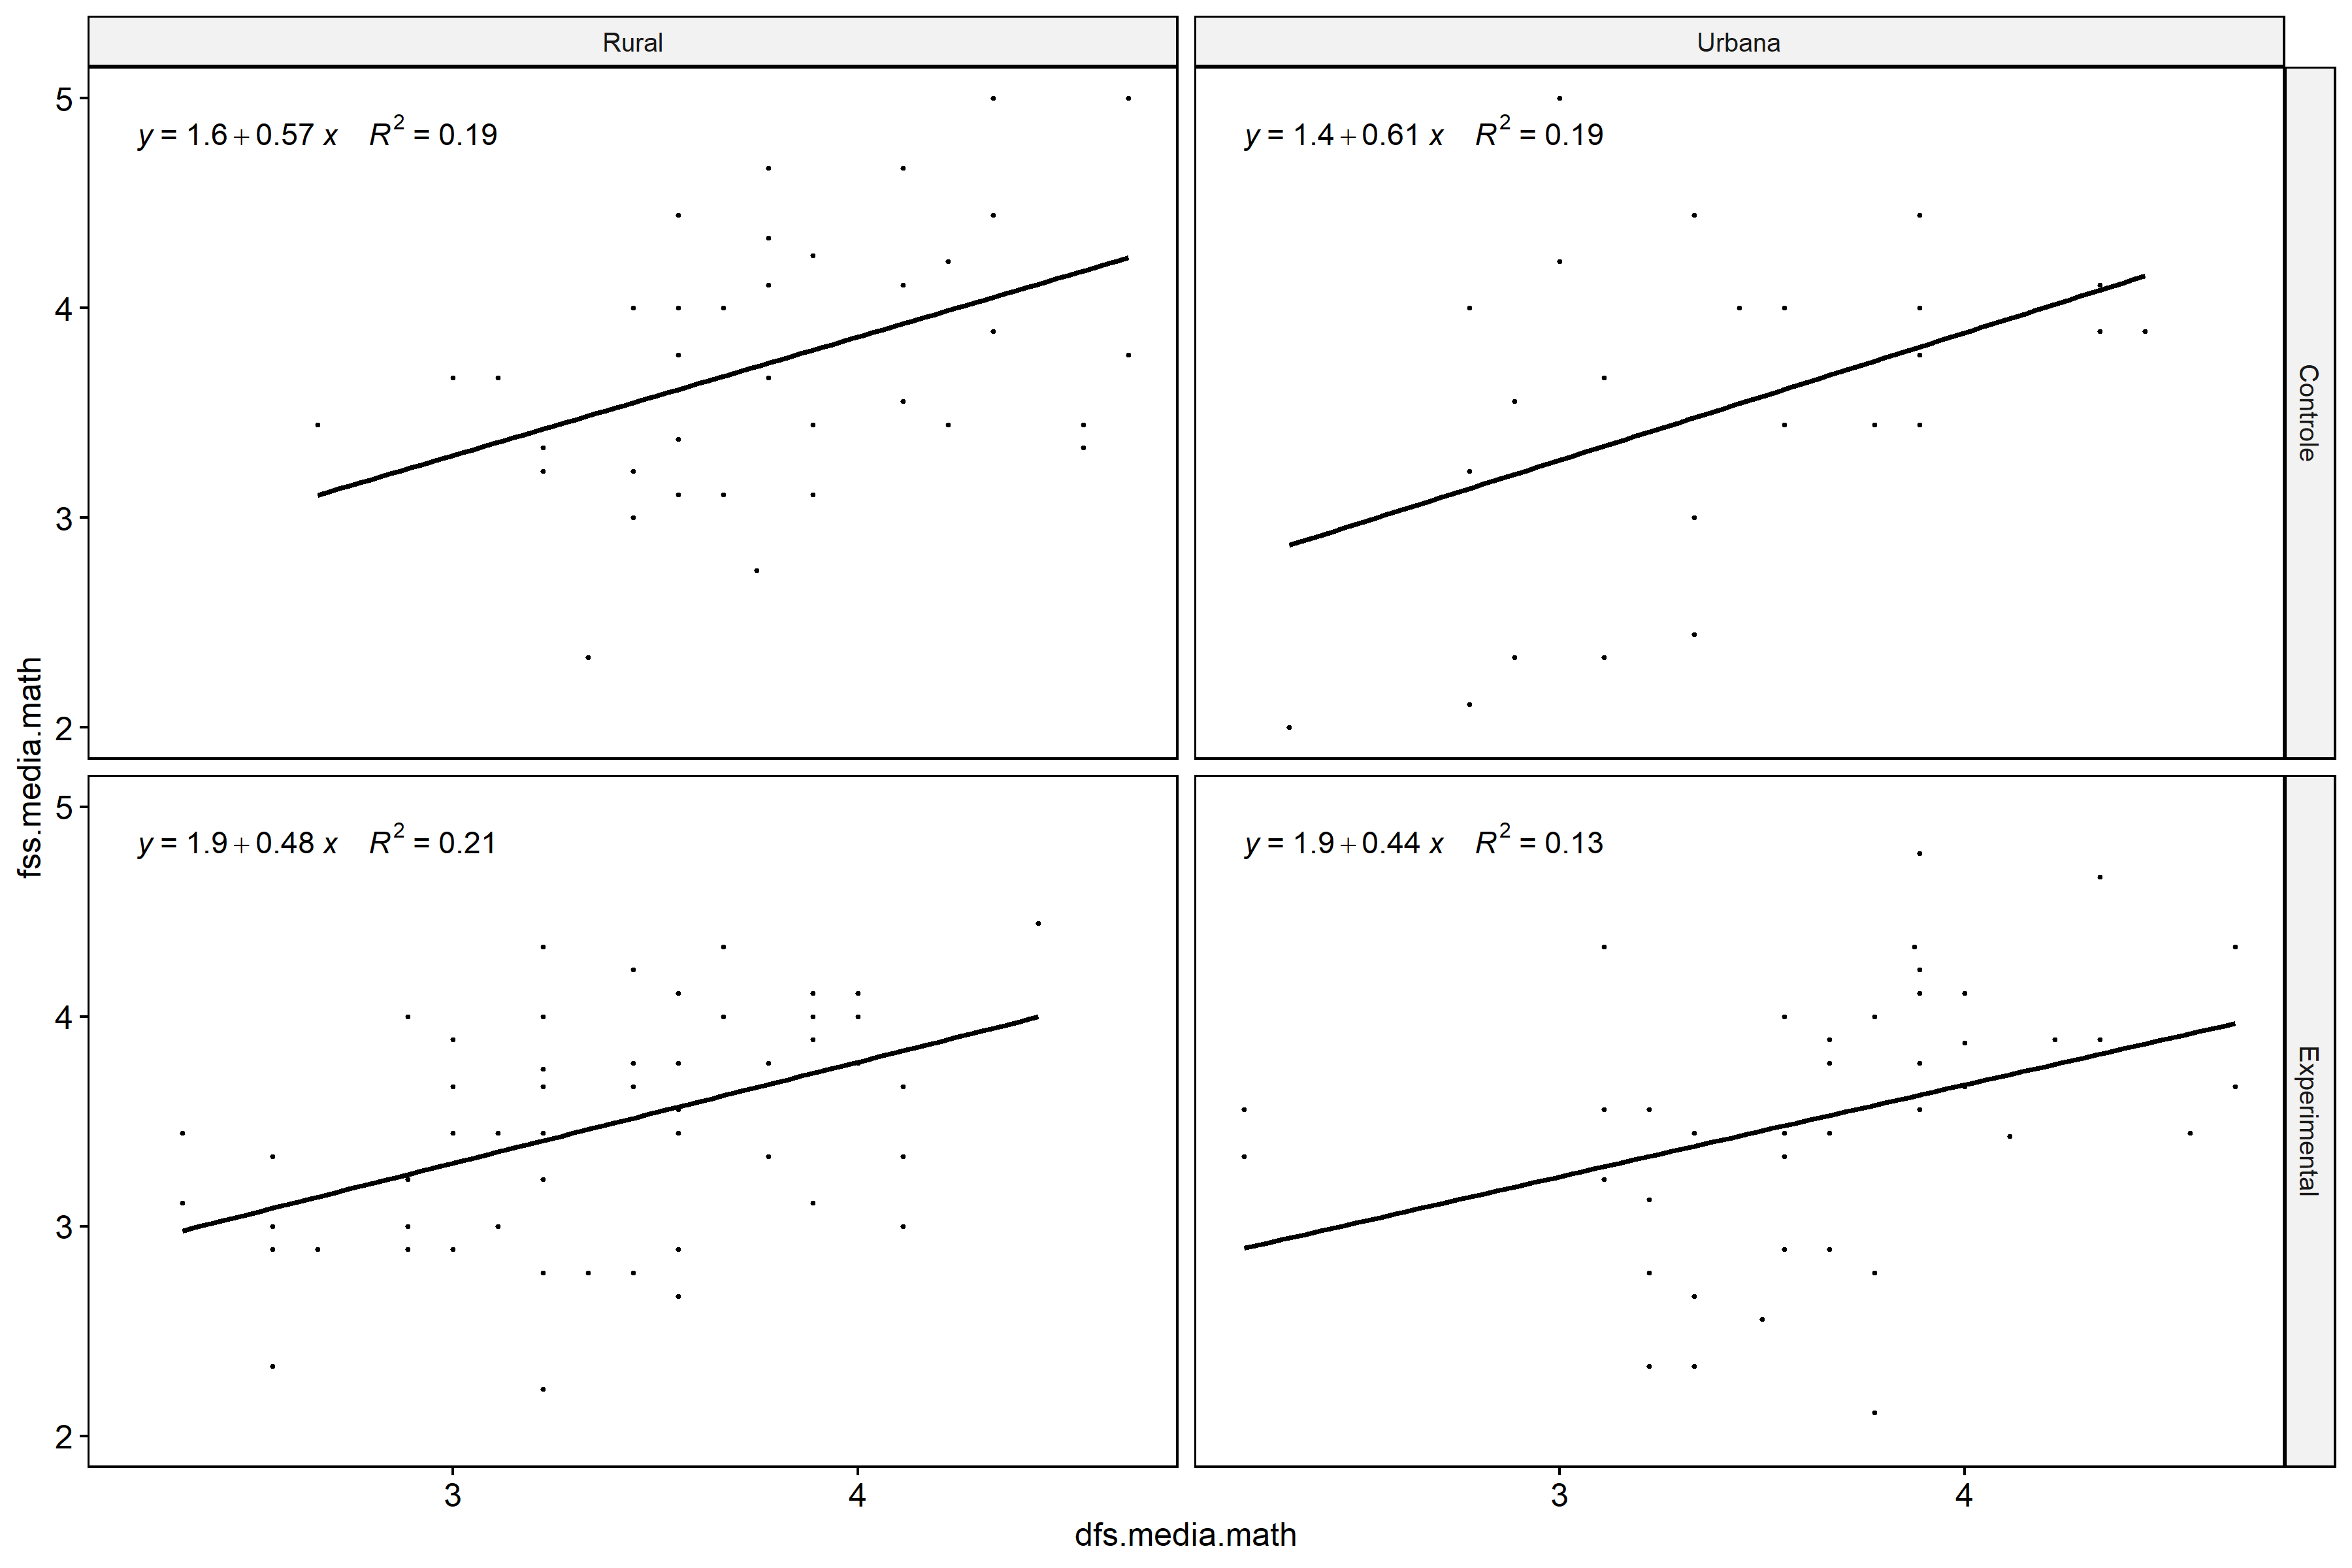 Rural
Urbana
5
4
3
2
y = 1.6 + 0.57 x R² = 0.19
y = 1.4 + 0.61 x R² = 0.19
Controle
fss.media.math
5
4
3
2
y = 1.9 + 0.48 x R² = 0.21
y = 1.9 + 0.44 x R² = 0.13
Experimental
3
4
3
4
dfs.media.math